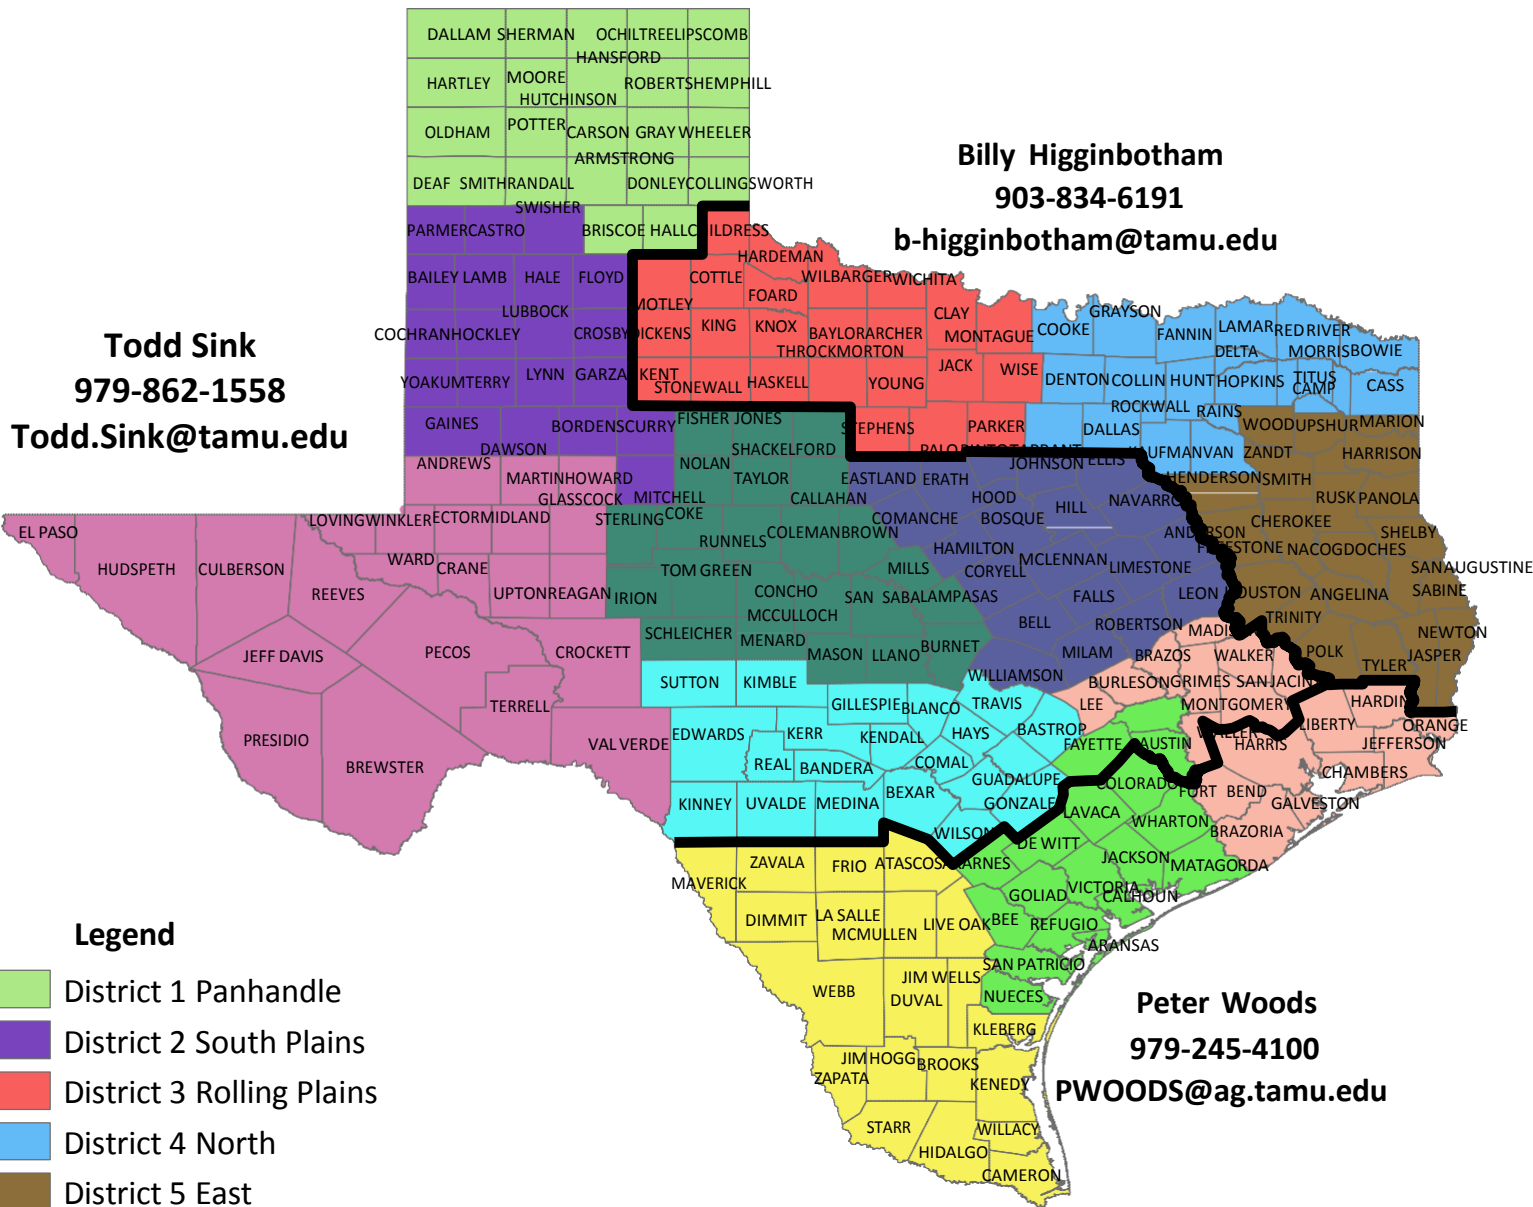 DALLAM SHERMAN OCHILTREE LIPSCOMB
HANSFORD
HARTLEY MOORE ROBERTS HEMPHILL
HUTCHINSON
OLDHAM POTTER CARSON GRAY WHEELER
ARMSTRONG
DEAF SMITH RANDALL DONLEY COLLINGSWORTH
SWISHER
PARMER CASTRO BRISCOE HALL CHILDRESS
Billy Higginbotham
903-834-6191
b-higginbotham@tamu.edu
HARDEMAN
BAILEY LAMB HALE FLOYD COTTLE WILBARGER WICHITA
MOTLEY FOARD
LUBBOCK CLAY GRAYSON
COCHRAN HOCKLEY CROSBY DICKENS KING KNOX BAYLOR ARCHER MONTAGUE COOKE FANNIN LAMAR RED RIVER
THROCKMORTON DELTA MORRIS BOWIE
Todd Sink
979-862-1558
Todd.Sink@tamu.edu
YOAKUM TERRY LYNN GARZA KENT STONEWALL HASKELL YOUNG JACK WISE DENTON COLLIN HUNT HOPKINS TITUS CASS
CAMP
ROCKWALL RAINS
GAINES BORDEN SCURRY FISHER JONES STEPHENS PARKER DALLAS WOOD UPSHUR MARION
DAWSON SHACKELFORD PALO PINTO TARRANT KAUFMAN VAN ZANDT HARRISON
ANDREWS MARTIN HOWARD NOLAN TAYLOR EASTLAND ERATH JOHNSON ELLIS HENDERSON SMITH
GLASSCOCK MITCHELL CALLAHAN HOOD NAVARRO RUSK PANOLA
EL PASO LOVING WINKLER ECTOR MIDLAND STERLING COKE COMANCHE BOSQUE HILL CHEROKEE
RUNNELS COLEMAN BROWN ANDERSON SHELBY
HUDSPETH CULBERSON WARD CRANE HAMILTON MCLENNAN FREESTONE NACOGDOCHES
TOM GREEN MILLS CORYELL LIMESTONE SAN AUGUSTINE
REEVES UPTON REAGAN IRION CONCHO SAN SABA LAMPASAS FALLS LEON HOUSTON ANGELINA SABINE
MCCULLOCH BELL ROBERTSON TRINITY
JEFF DAVIS PECOS CROCKETT SCHLEICHER MENARD MASON LLANO BURNET MILAM MADISON NEWTON
BRAZOS WALKER POLK TYLER JASPER
SUTTON KIMBLE WILLIAMSON BURLESON GRIMES SAN JACINTO
TERRELL GILLESPIE BLANCO TRAVIS LEE MONTGOMERY HARDIN
PRESIDIO BREWSTER VAL VERDE EDWARDS KERR KENDALL HAYS BASTROP FAYETTE AUSTIN WALLER HARRIS LIBERTY ORANGE
JEFFERSON
REAL BANDERA COMAL GUADALUPE COLORADO CHAMBERS
KINNEY UVALDE MEDINA BEXAR GONZALES LAVACA FORT BEND GALVESTON
WILSON WHARTON BRAZORIA
ZAVALA FRIO ATASCOSA KARNES DE WITT JACKSON MATAGORDA
MAVERICK GOLIAD VICTORIA CALHOUN
DIMMIT LA SALLE MCMULLEN LIVE OAK BEE REFUGIO
ARANSAS
SAN PATRICIO
WEBB DUVAL JIM WELLS NUECES
KLEBERG
JIM HOGG BROOKS
ZAPATA KENEDY
STARR WILLACY
HIDALGO
CAMERON
Peter Woods
979-245-4100
PWOODS@ag.tamu.edu
Legend
District 1 Panhandle
District 2 South Plains
District 3 Rolling Plains
District 4 North
District 5 East